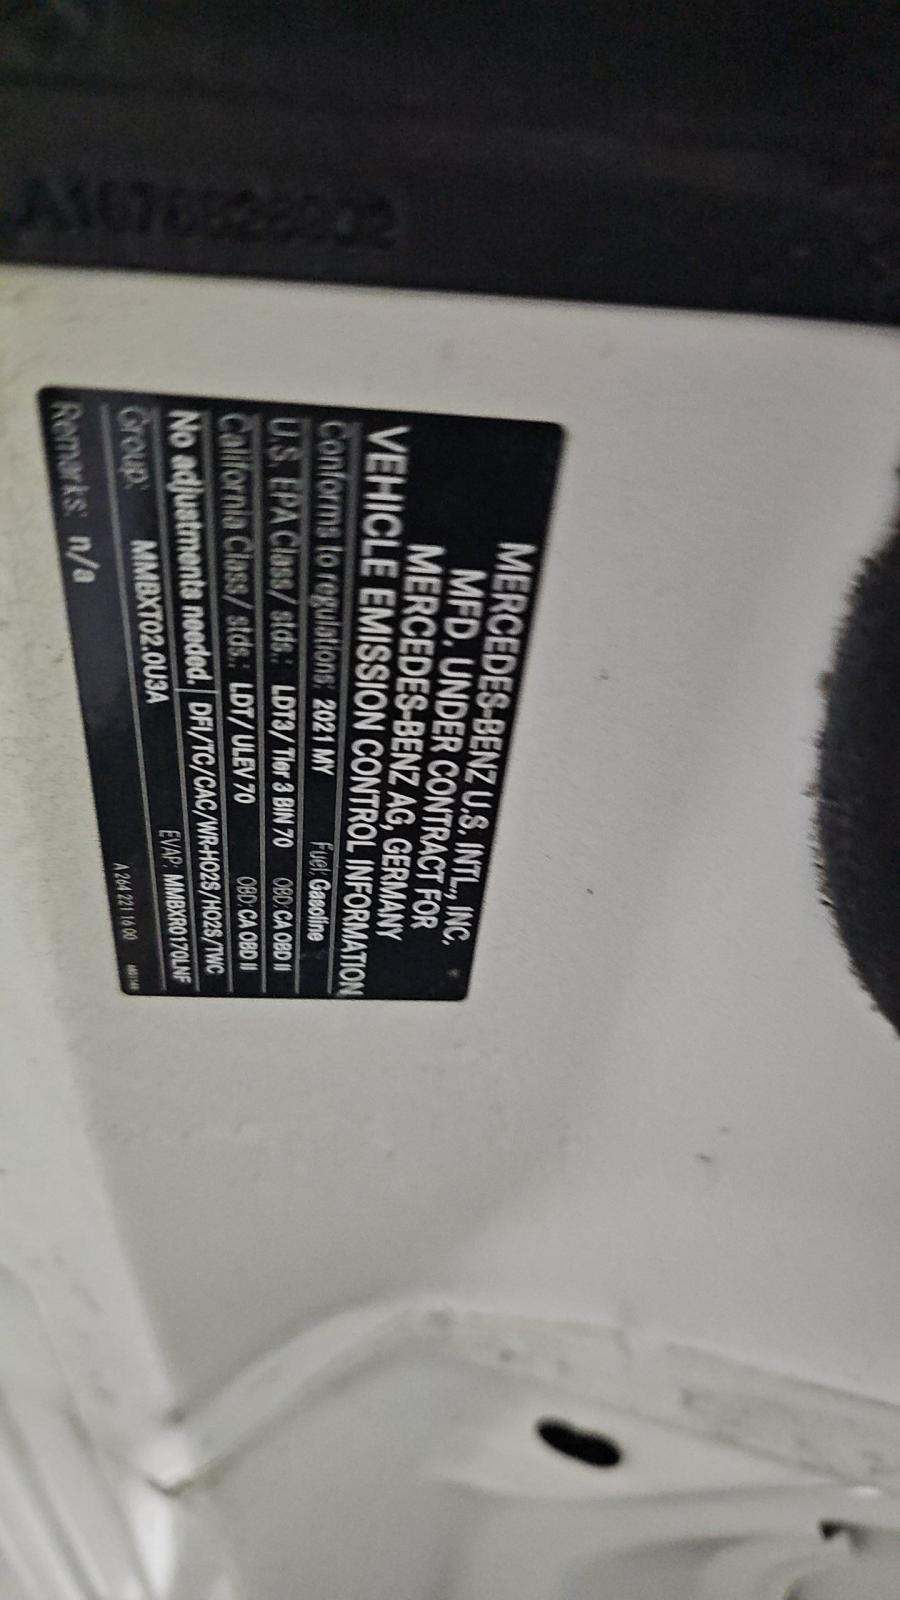 MERCEDES-BENZ U.S. INTL., INC.
MFD. UNDER CONTRACT FOR
MERCEDES-BENZ AG, GERMANY
VEHICLE EMISSION CONTROL INFORMATION
Conforms to regulations: 2021 MY Fuel: Gasoline
U.S. EPA Class/ stds.: LDT3/ Tier 3 BIN 70 OBD: CA OBD II
California Class/ stds.: LDT/ ULEV 70 OBD: CA OBD II
No adjustments needed. DFI/TC/CAC/WR-HO2S/HO2S/TWC
Group: MMBXT02.0U3A EVAP: MMBXR0170LNF
Remarks: n/a A 264 221 16 00